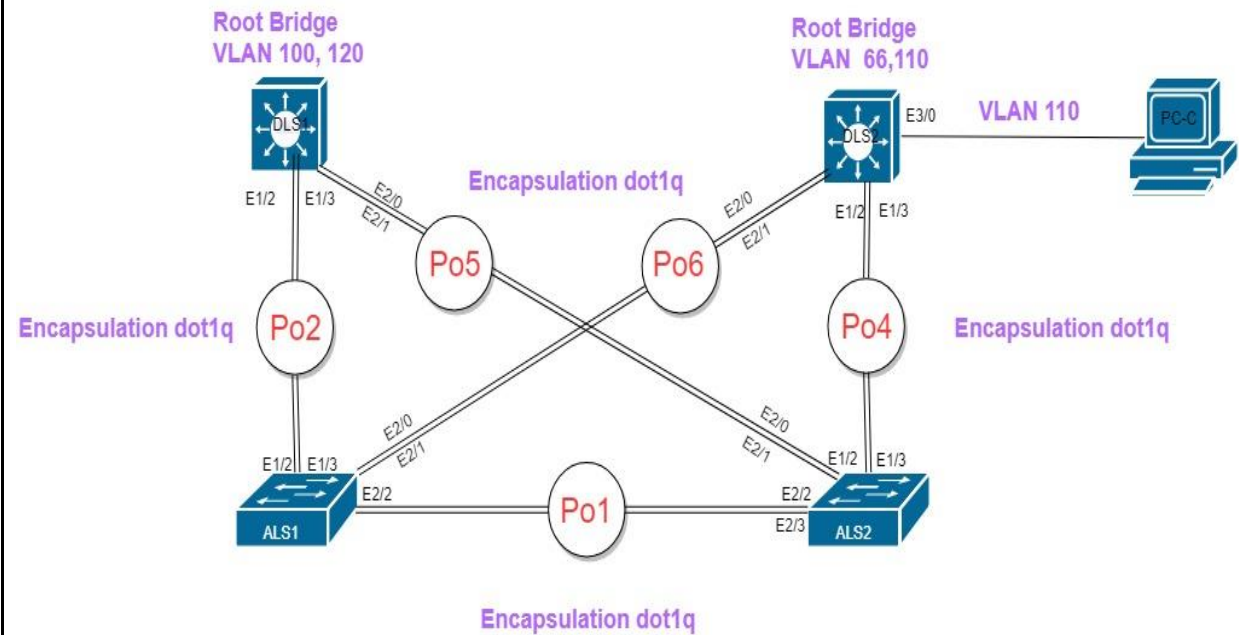 Root Bridge
VLAN 100, 120
Root Bridge
VLAN 66,110
DLS1
DLS2
E3/0
VLAN 110
PC-C
Encapsulation dot1q
E1/2
E1/3
E2/0
E2/1
E2/0
E2/1
E1/2
E1/3
Po5
Po6
Encapsulation dot1q
Po2
Po4
Encapsulation dot1q
E2/0
E2/1
E2/0
E2/1
E1/2
E1/3
E1/2
E1/3
E2/2
Po1
E2/2
E2/3
ALS1
ALS2
Encapsulation dot1q